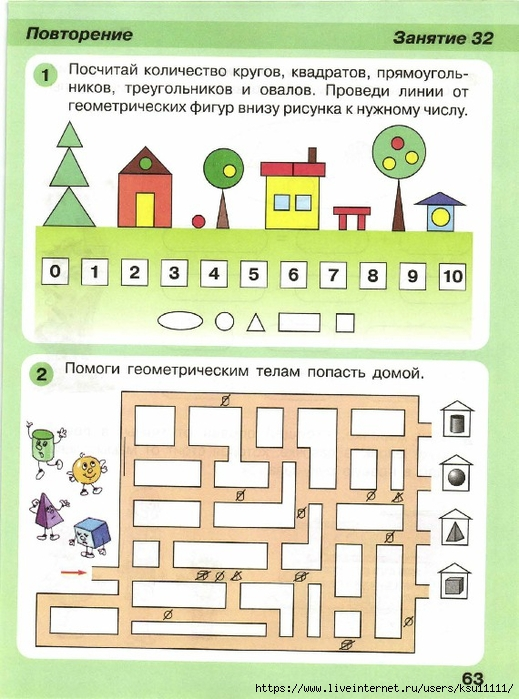 Повторение
Занятие 32
1 Посчитай количество кругов, квадратов, прямоуголь-
ников, треугольников и овалов. Проведи линии от
геометрических фигур внизу рисунка к нужному числу.
0 1 2 3 4 5 6 7 8 9 10
2 Помоги геометрическим телам попасть домой.
63
https://www.liveinternet.ru/users/ksu11111/